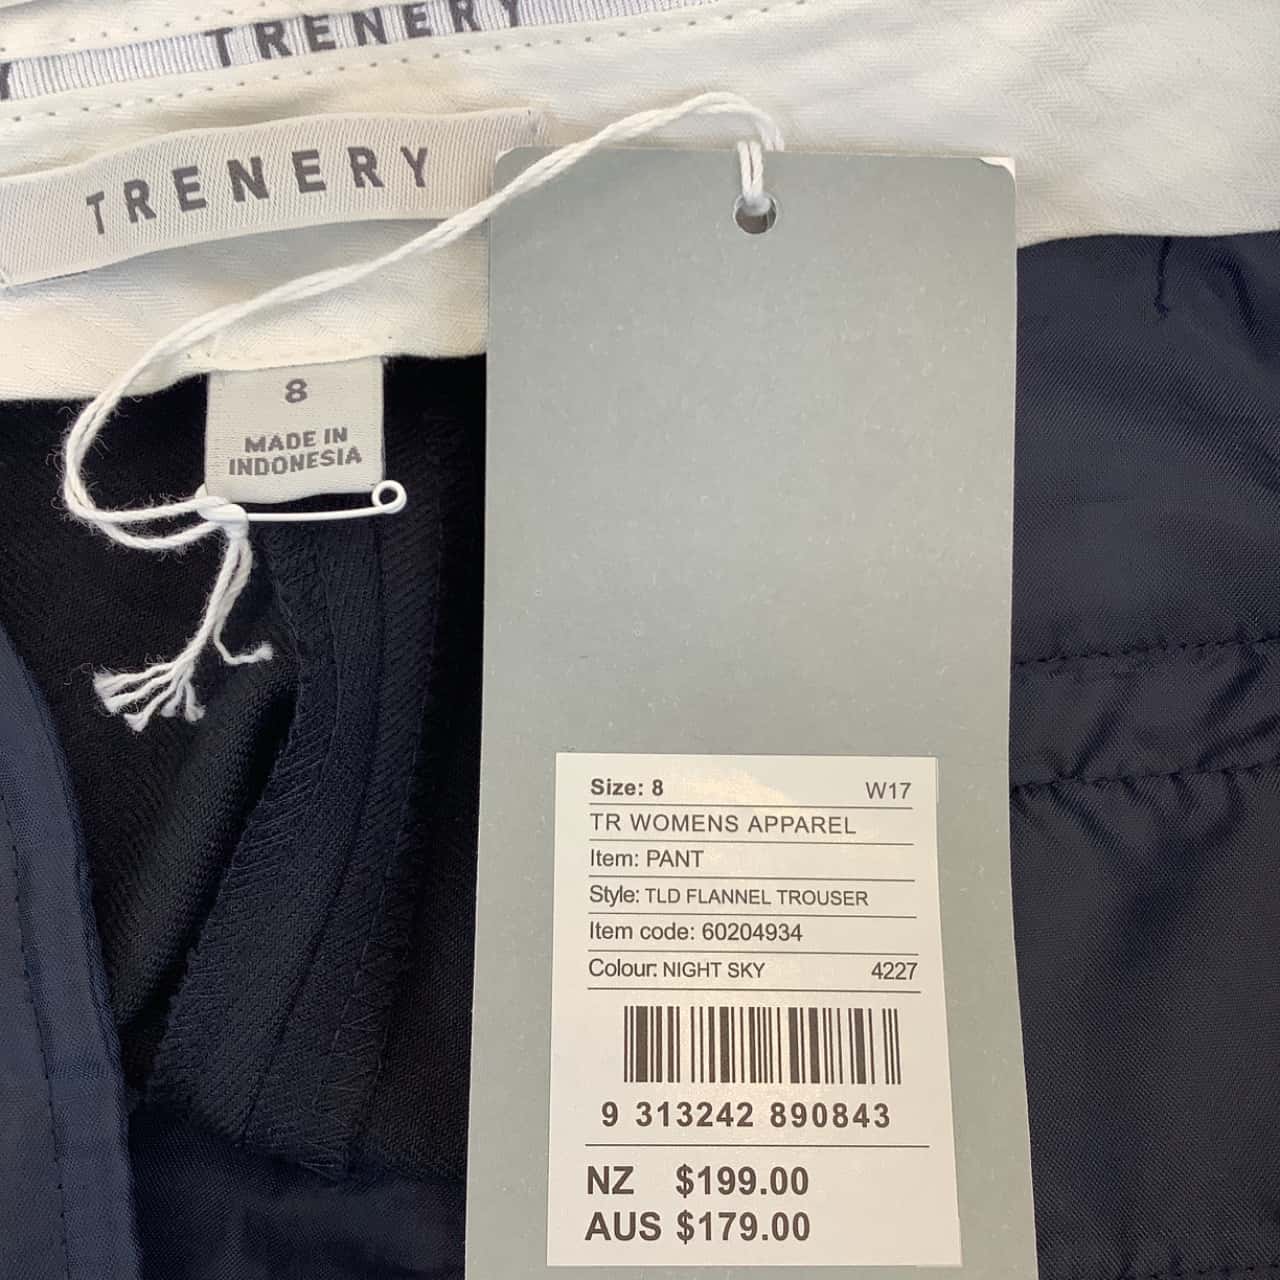 TRENERY
TRENERY
8
MADE IN
INDONESIA
Size: 8 W17
TR WOMENS APPAREL
Item: PANT
Style: TLD FLANNEL TROUSER
Item code: 60204934
Colour: NIGHT SKY 4227
9 313242 890843
NZ $199.00
AUS $179.00